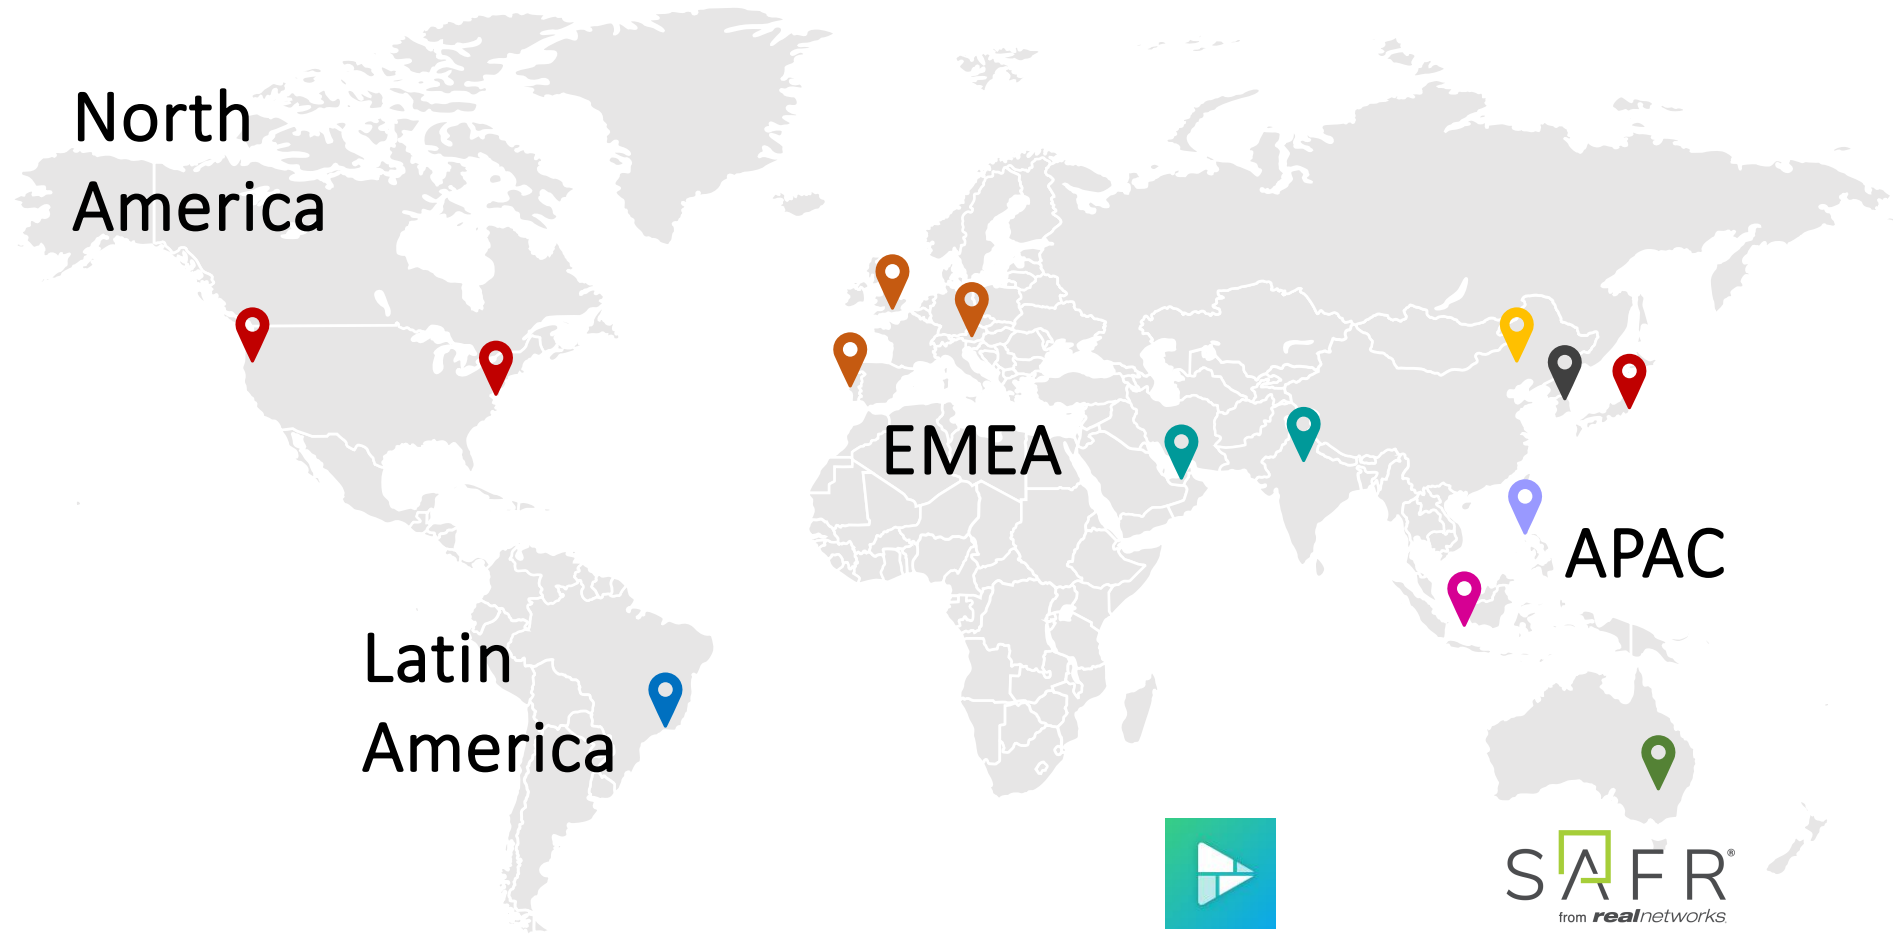 North
America
EMEA
APAC
Latin
America
SAFR®
from realnetworks